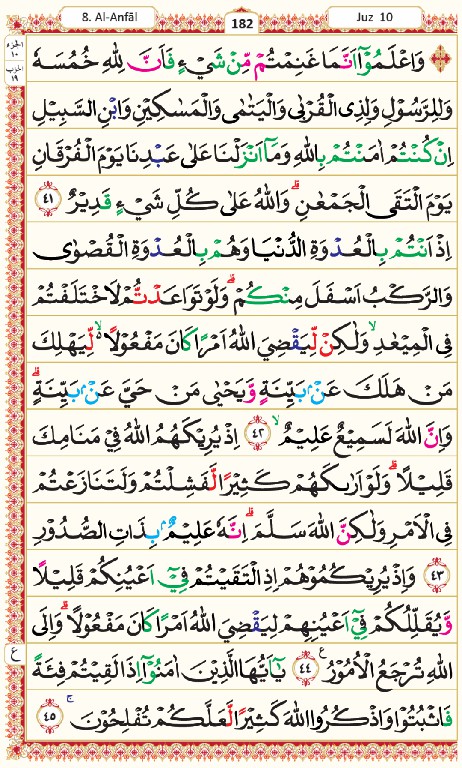 8. Al-Anfāl
182
Juz 10
الجزء
١٠
الحزب
١٩
وَاعْلَمُوْٓا اَنَّمَا غَنِمْتُمْ مِّنْ شَيْءٍ فَاَنَّ لِلّٰهِ خُمُسَهٗ
وَلِلرَّسُوْلِ وَلِذِى الْقُرْبٰى وَالْيَتٰمٰى وَالْمَسٰكِيْنِ وَابْنِ السَّبِيْلِ
اِنْ كُنْتُمْ اٰمَنْتُمْ بِاللّٰهِ وَمَآ اَنْزَلْنَا عَلٰى عَبْدِنَا يَوْمَ الْفُرْقَانِ
يَوْمَ الْتَقَى الْجَمْعٰنِۗ وَاللّٰهُ عَلٰى كُلِّ شَيْءٍ قَدِيْرٌ ٤١
اِذْ اَنْتُمْ بِالْعُدْوَةِ الدُّنْيَا وَهُمْ بِالْعُدْوَةِ الْقُصْوٰى
وَالرَّكْبُ اَسْفَلَ مِنْكُمْۗ وَلَوْ تَوَاعَدْتُّمْ لَاخْتَلَفْتُمْ
فِى الْمِيْعٰدِۙ وَلٰكِنْ لِّيَقْضِيَ اللّٰهُ اَمْرًا كَانَ مَفْعُوْلًا ەۙ لِّيَهْلِكَ
مَنْ هَلَكَ عَنْۢ بَيِّنَةٍ وَّيَحْيٰى مَنْ حَيَّ عَنْۢ بَيِّنَةٍۗ
وَاِنَّ اللّٰهَ لَسَمِيْعٌ عَلِيْمٌۙ ٤٢ اِذْ يُرِيْكَهُمُ اللّٰهُ فِيْ مَنَامِكَ
قَلِيْلًاۗ وَلَوْ اَرٰىكَهُمْ كَثِيْرًا لَّفَشِلْتُمْ وَلَتَنَازَعْتُمْ
فِى الْاَمْرِ وَلٰكِنَّ اللّٰهَ سَلَّمَۗ اِنَّهٗ عَلِيْمٌۢ بِذَاتِ الصُّدُوْرِ
٤٣ وَاِذْ يُرِيْكُمُوْهُمْ اِذِ الْتَقَيْتُمْ فِيْٓ اَعْيُنِكُمْ قَلِيْلًا
وَّيُقَلِّلُكُمْ فِيْٓ اَعْيُنِهِمْ لِيَقْضِيَ اللّٰهُ اَمْرًا كَانَ مَفْعُوْلًاۗ وَاِلَى
ع
اللّٰهِ تُرْجَعُ الْاُمُوْرُ ٤٤ يٰٓاَيُّهَا الَّذِيْنَ اٰمَنُوْٓا اِذَا لَقِيْتُمْ فِئَةً
فَاثْبُتُوْا وَاذْكُرُوا اللّٰهَ كَثِيْرًا لَّعَلَّكُمْ تُفْلِحُوْنَۚ ٤٥